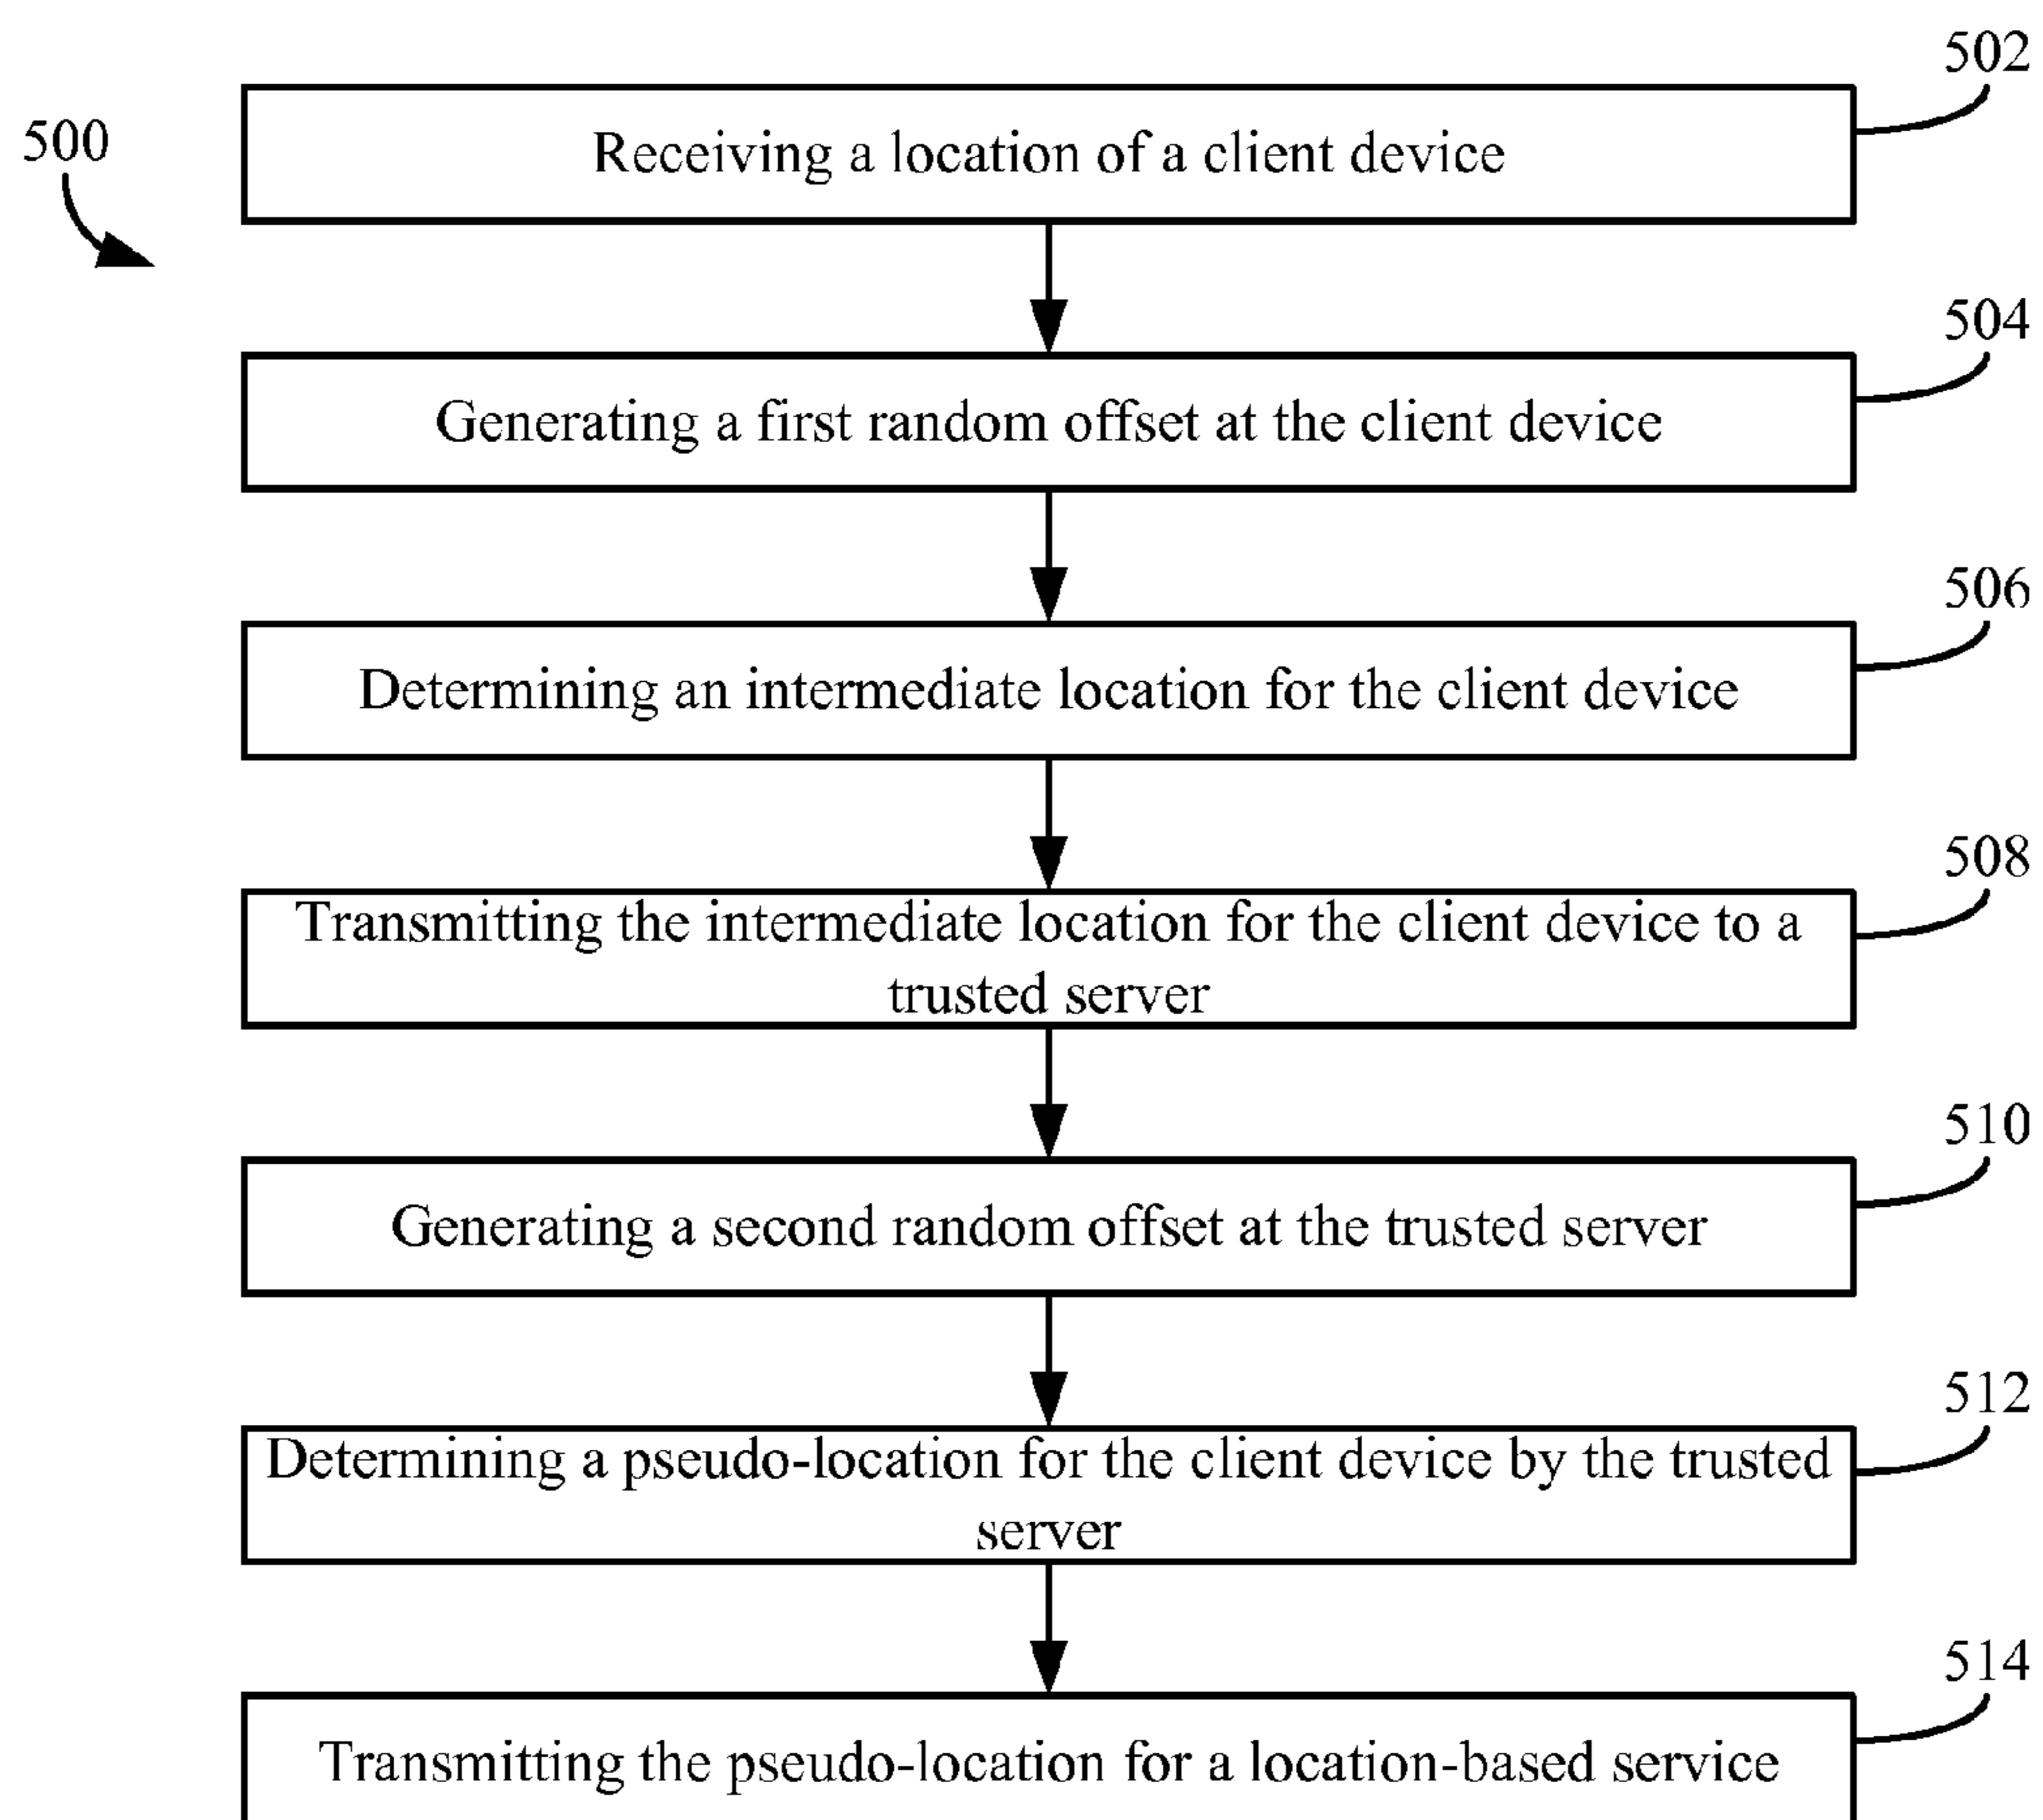 502
500
Receiving a location of a client device
504
Generating a first random offset at the client device
506
Determining an intermediate location for the client device
508
Transmitting the intermediate location for the client device to a
trusted server
510
Generating a second random offset at the trusted server
512
Determining a pseudo-location for the client device by the trusted
server
514
Transmitting the pseudo-location for a location-based service